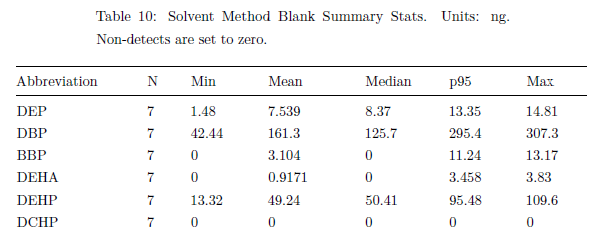 Table 10: Solvent Method Blank Summary Stats. Units: ng.
Non-detects are set to zero.
Abbreviation N Min Mean Median p95 Max
DEP 7 1.48 7.539 8.37 13.35 14.81
DBP 7 42.44 161.3 125.7 295.4 307.3
BBP 7 0 3.104 0 11.24 13.17
DEHA 7 0 0.9171 0 3.458 3.83
DEHP 7 13.32 49.24 50.41 95.48 109.6
DCHP 7 0 0 0 0 0